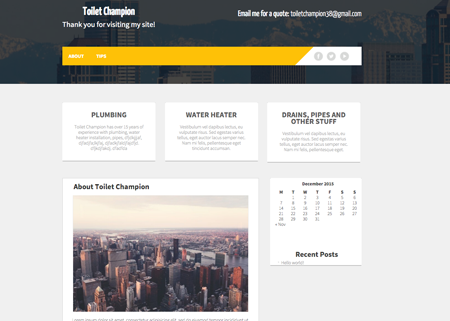 Toilet Champion
Thank you for visiting my site!
Email me for a quote: toiletchampion38@gmail.com
ABOUT TIPS
PLUMBING
Toilet Champion has over 15 years of
experience with plumbing, water
heater installation, pipes,
WATER HEATER
Vestibulum vel dapibus lectus, eu
vulputate risus. Sed egestas varius
tellus, eget auctor lacus semper nec.
Nam mi felis, pellentesque eget
tincidunt accumsan
DRAINS, PIPES AND
OTHER STUFF
Vestibulum vel dapibus lectus, eu
vulputate risus. Sed egestas varius
tellus, eget auctor lacus semper nec.
Nam mi felis, pellentesque eget
About Toilet Champion
December 2015
M T W T F S S
1 2 3 4 5 6
7 8 9 10 11 12 13
14 15 16 17 18 19 20
21 22 23 24 25 26 27
28 29 30 31
« Nov
Recent Posts
Hello world!